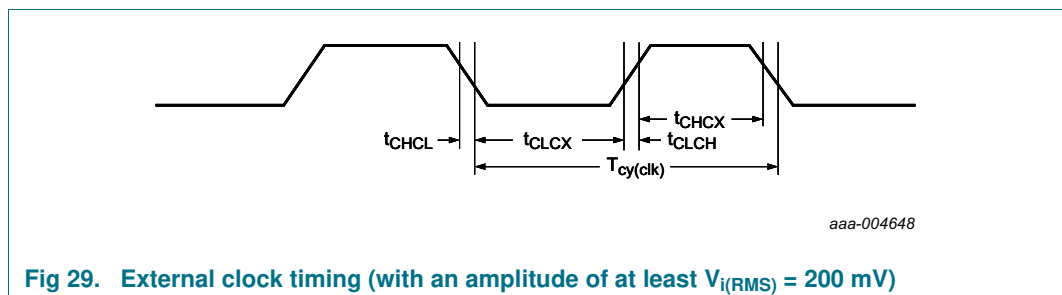 tCHCX
tCHCL
tCLCX
tCLCH
Tcy(clk)
aaa-004648
Fig 29. External clock timing (with an amplitude of at least Vi(RMS) = 200 mV)